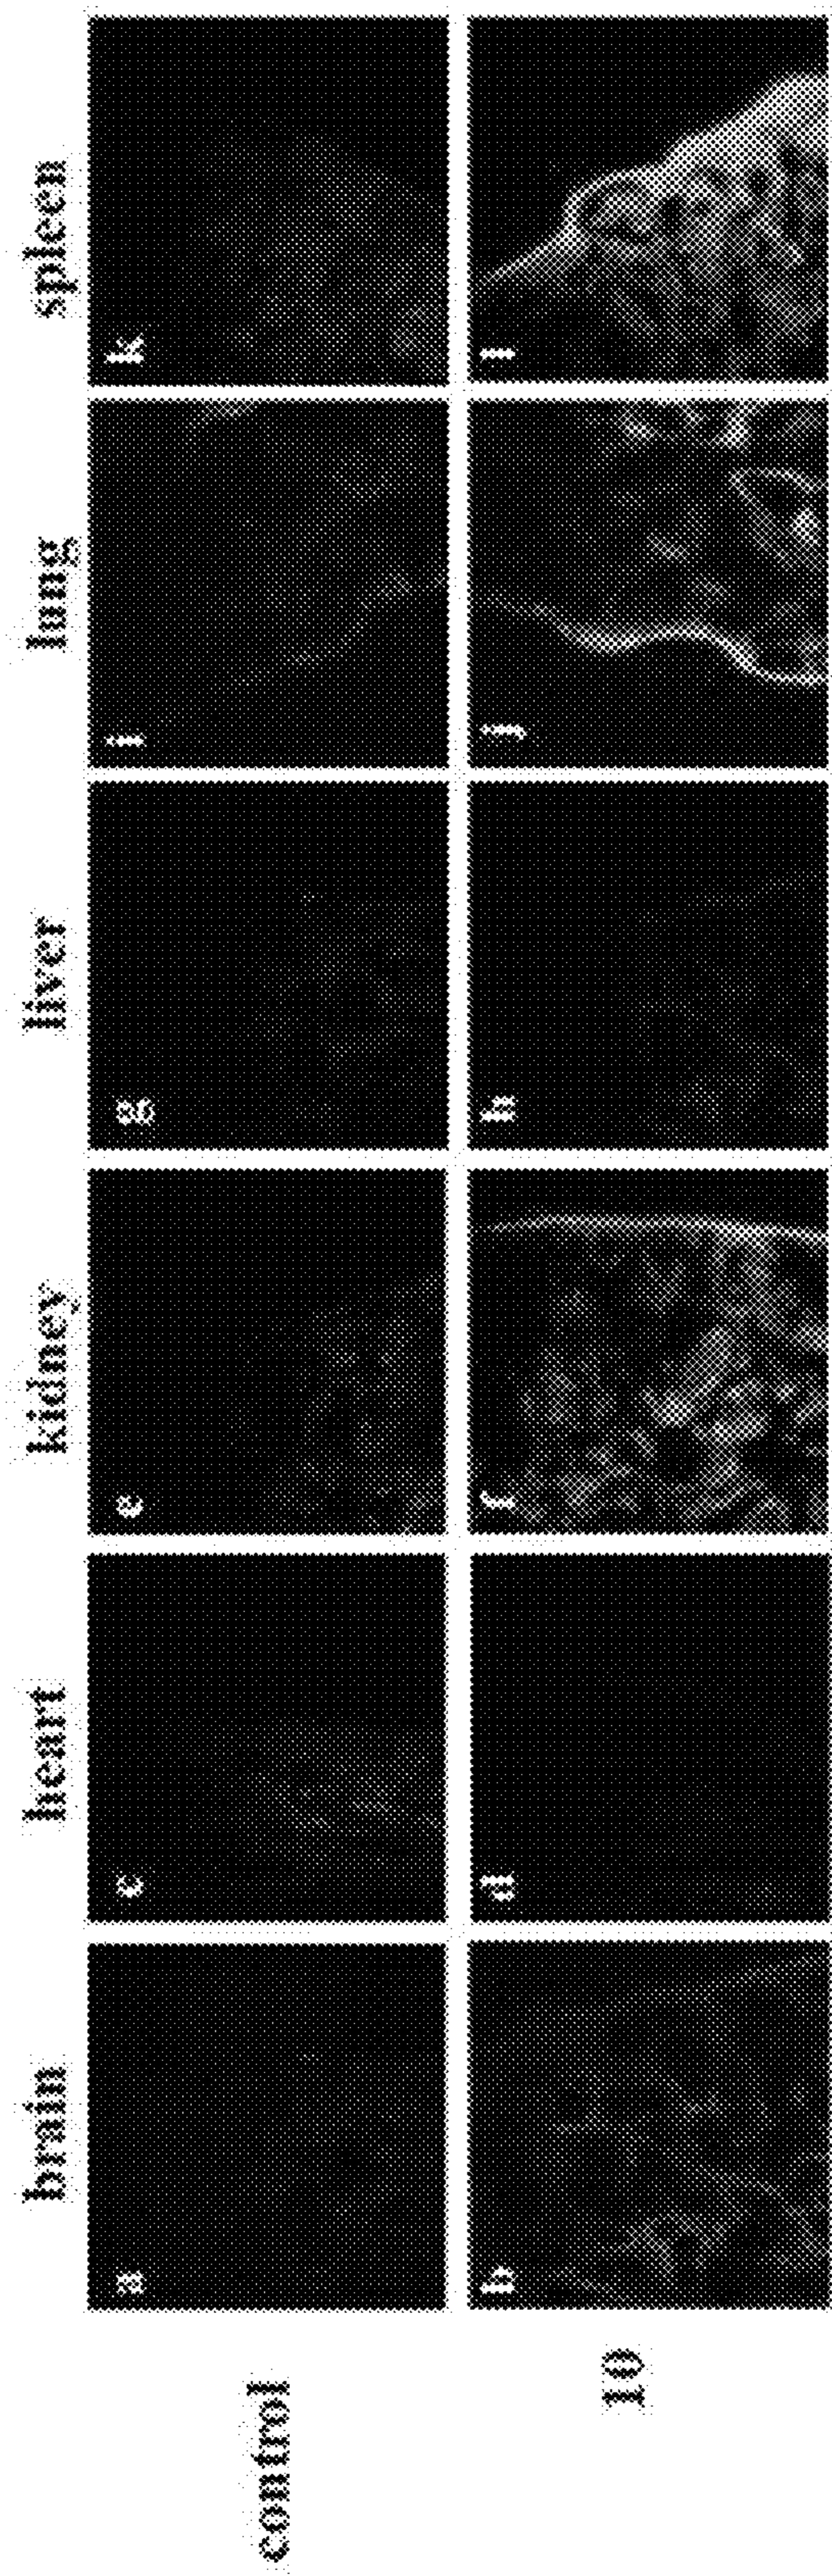 brain heart kidney liver lung spleen
control
a c e g i k
10
b d f h j l